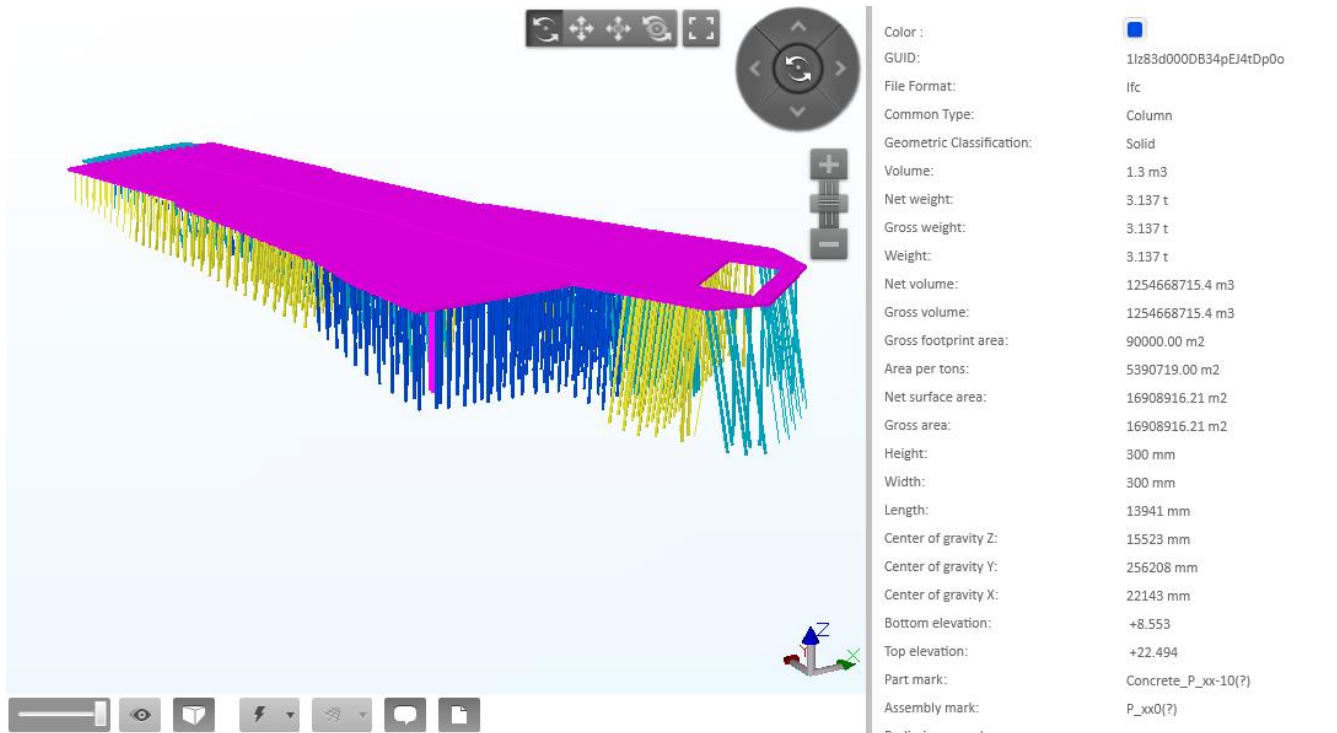 Color :
GUID: 1Iz83d000DB34pEJ4tDp0o
File Format: Ifc
Common Type: Column
Geometric Classification: Solid
Volume: 1.3 m3
Net weight: 3.137 t
Gross weight: 3.137 t
Weight: 3.137 t
Net volume: 1254668715.4 m3
Gross volume: 1254668715.4 m3
Gross footprint area: 90000.00 m2
Area per tons: 5390719.00 m2
Net surface area: 16908916.21 m2
Gross area: 16908916.21 m2
Height: 300 mm
Width: 300 mm
Length: 13941 mm
Center of gravity Z: 15523 mm
Center of gravity Y: 256208 mm
Center of gravity X: 22143 mm
Bottom elevation: +8.553
Top elevation: +22.494
Part mark: Concrete_P_xx-10(?)
Assembly mark: P_xx0(?)
Z
Y
X